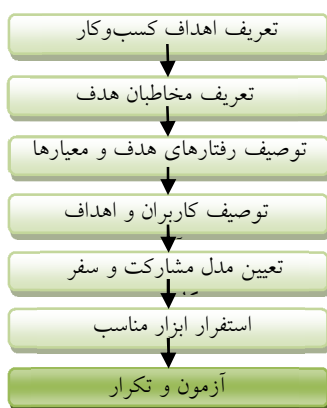 تعریف اهداف کسب‌وکار
تعریف مخاطبان هدف
توصیف رفتارهای هدف و معیارها
توصیف کاربران و اهداف
تعیین مدل مشارکت و سفر
استفرار ابزار مناسب
آزمون و تکرار